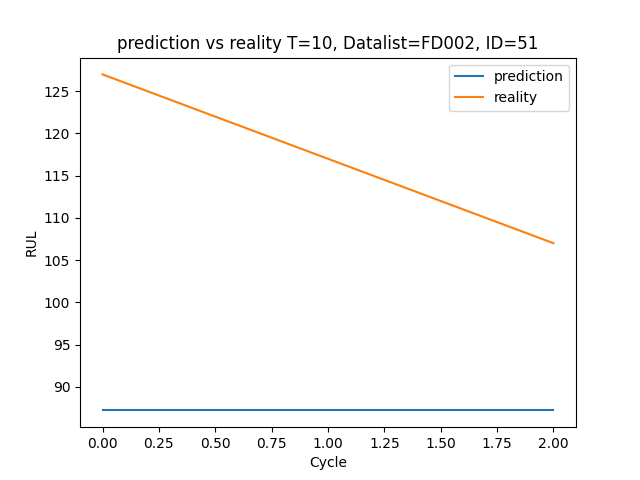 prediction vs reality T=10, Datalist=FD002, ID=51
prediction
reality
125
120
115
110
105
100
95
90
RUL
0.00 0.25 0.50 0.75 1.00 1.25 1.50 1.75 2.00
Cycle